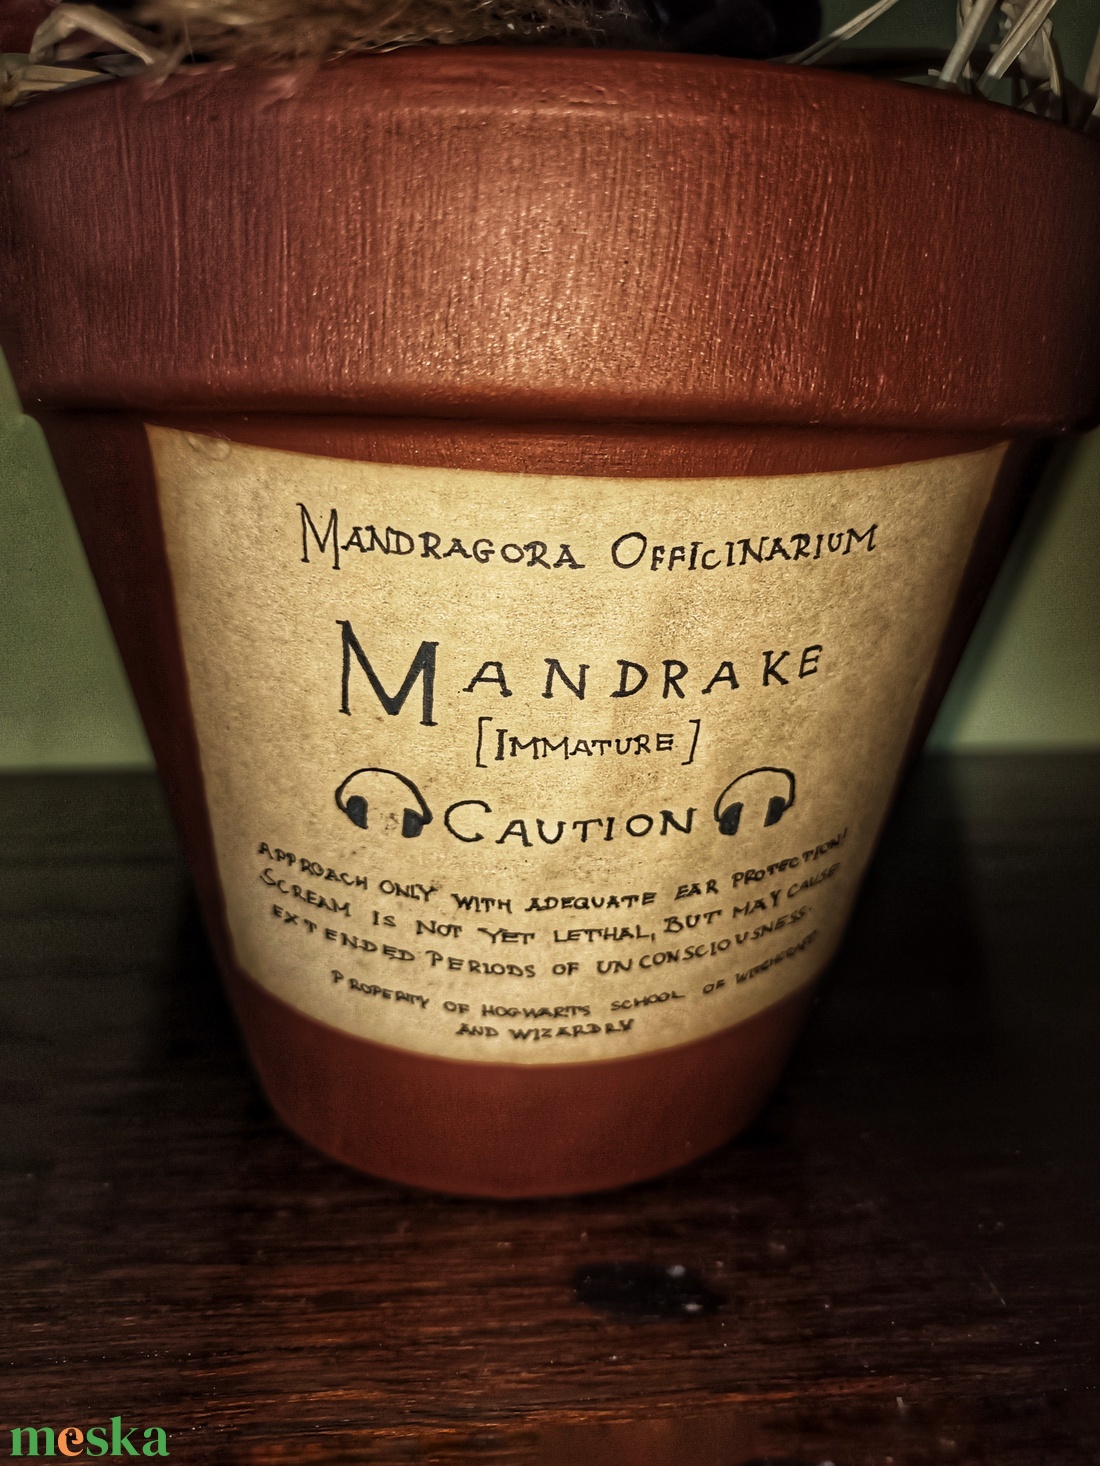 Mandragora Officinarium
Mandrake
[Immature]
Caution
Approach only with adequate ear protection!
Scream is not yet lethal, but may cause
extended periods of unconsciousness.
Property of Hogwarts School of Witchcraft
and Wizardry
meska